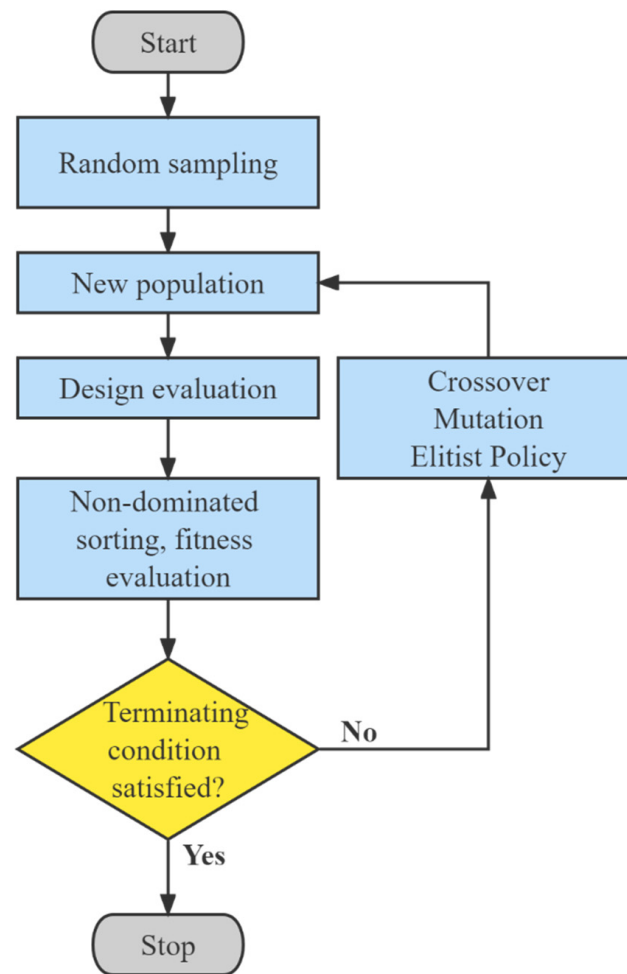 Start
Random sampling
New population
Design evaluation
Crossover
Mutation
Elitist Policy
Non-dominated
sorting, fitness
evaluation
Terminating
condition
satisfied?
No
Yes
Stop